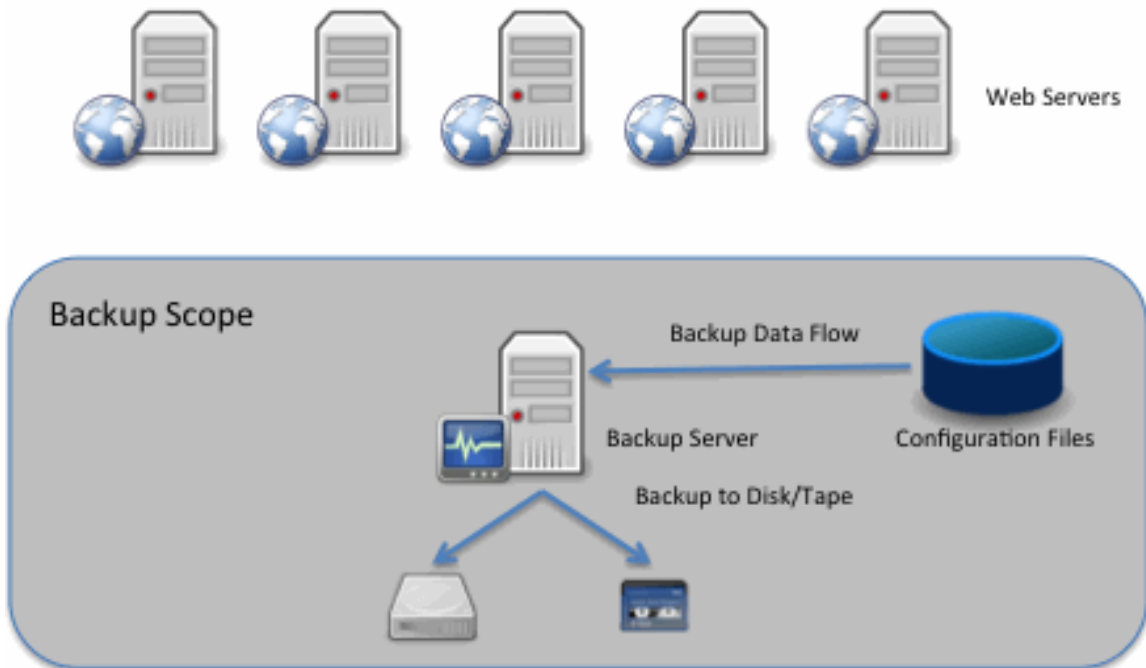 Web Servers
Backup Scope
Backup Data Flow
Backup Server
Configuration Files
Backup to Disk/Tape